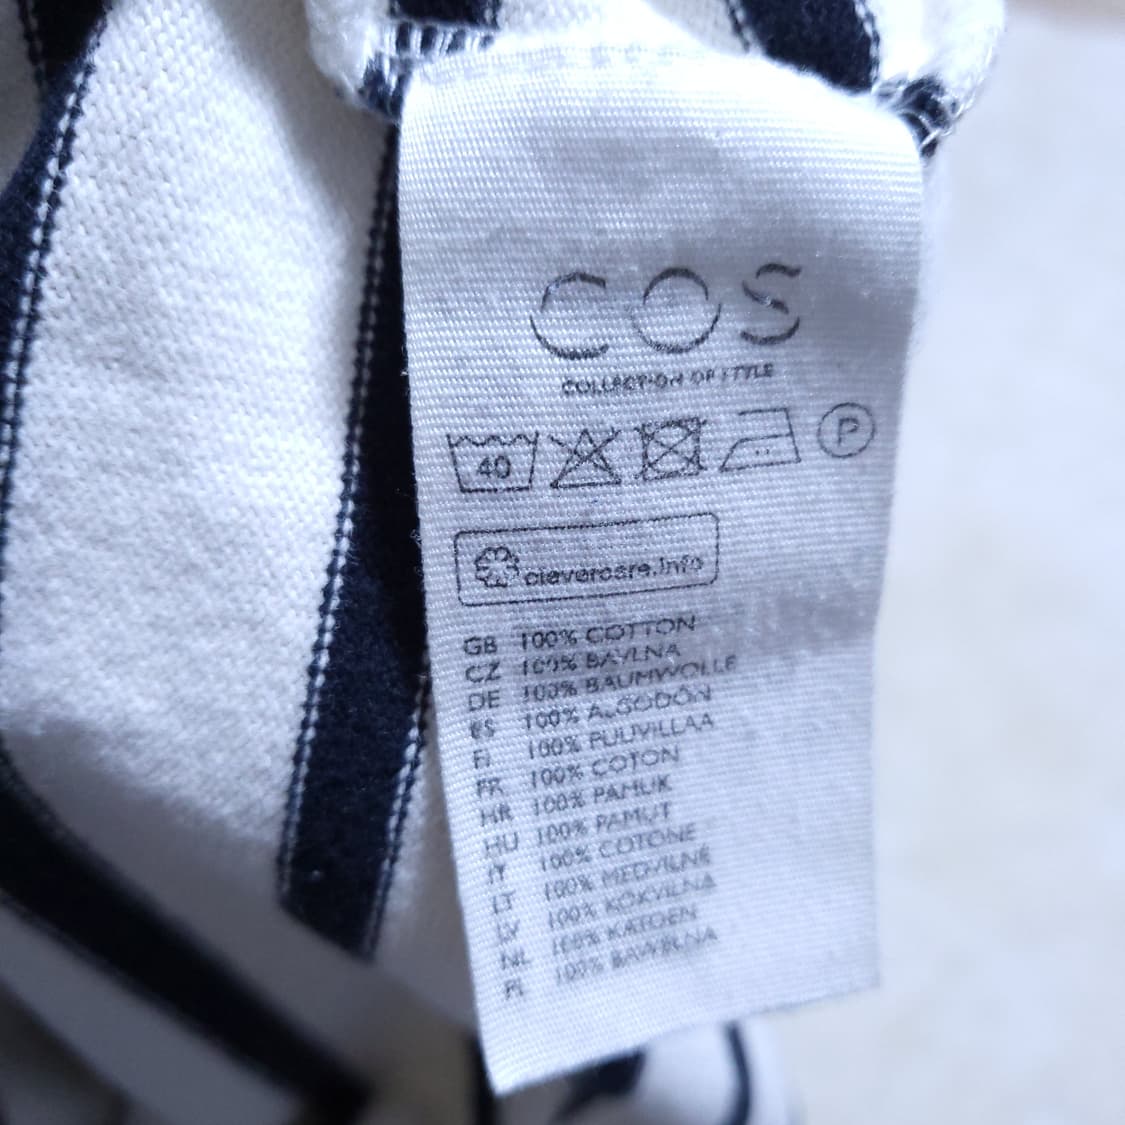 COS
COLLECTION OF STYLE
40 P
clevercare.info
GB 100% COTTON
CZ 100% BAVLNA
DE 100% BAUMWOLLE
ES 100% ALGODÓN
FI 100% PUUVILLAA
FR 100% COTON
HR 100% PAMUK
HU 100% PAMUT
IT 100% COTONE
LT 100% MEDVILNĖ
LV 100% KOKVILNA
NL 100% KATOEN
PL 100% BAWEŁNA